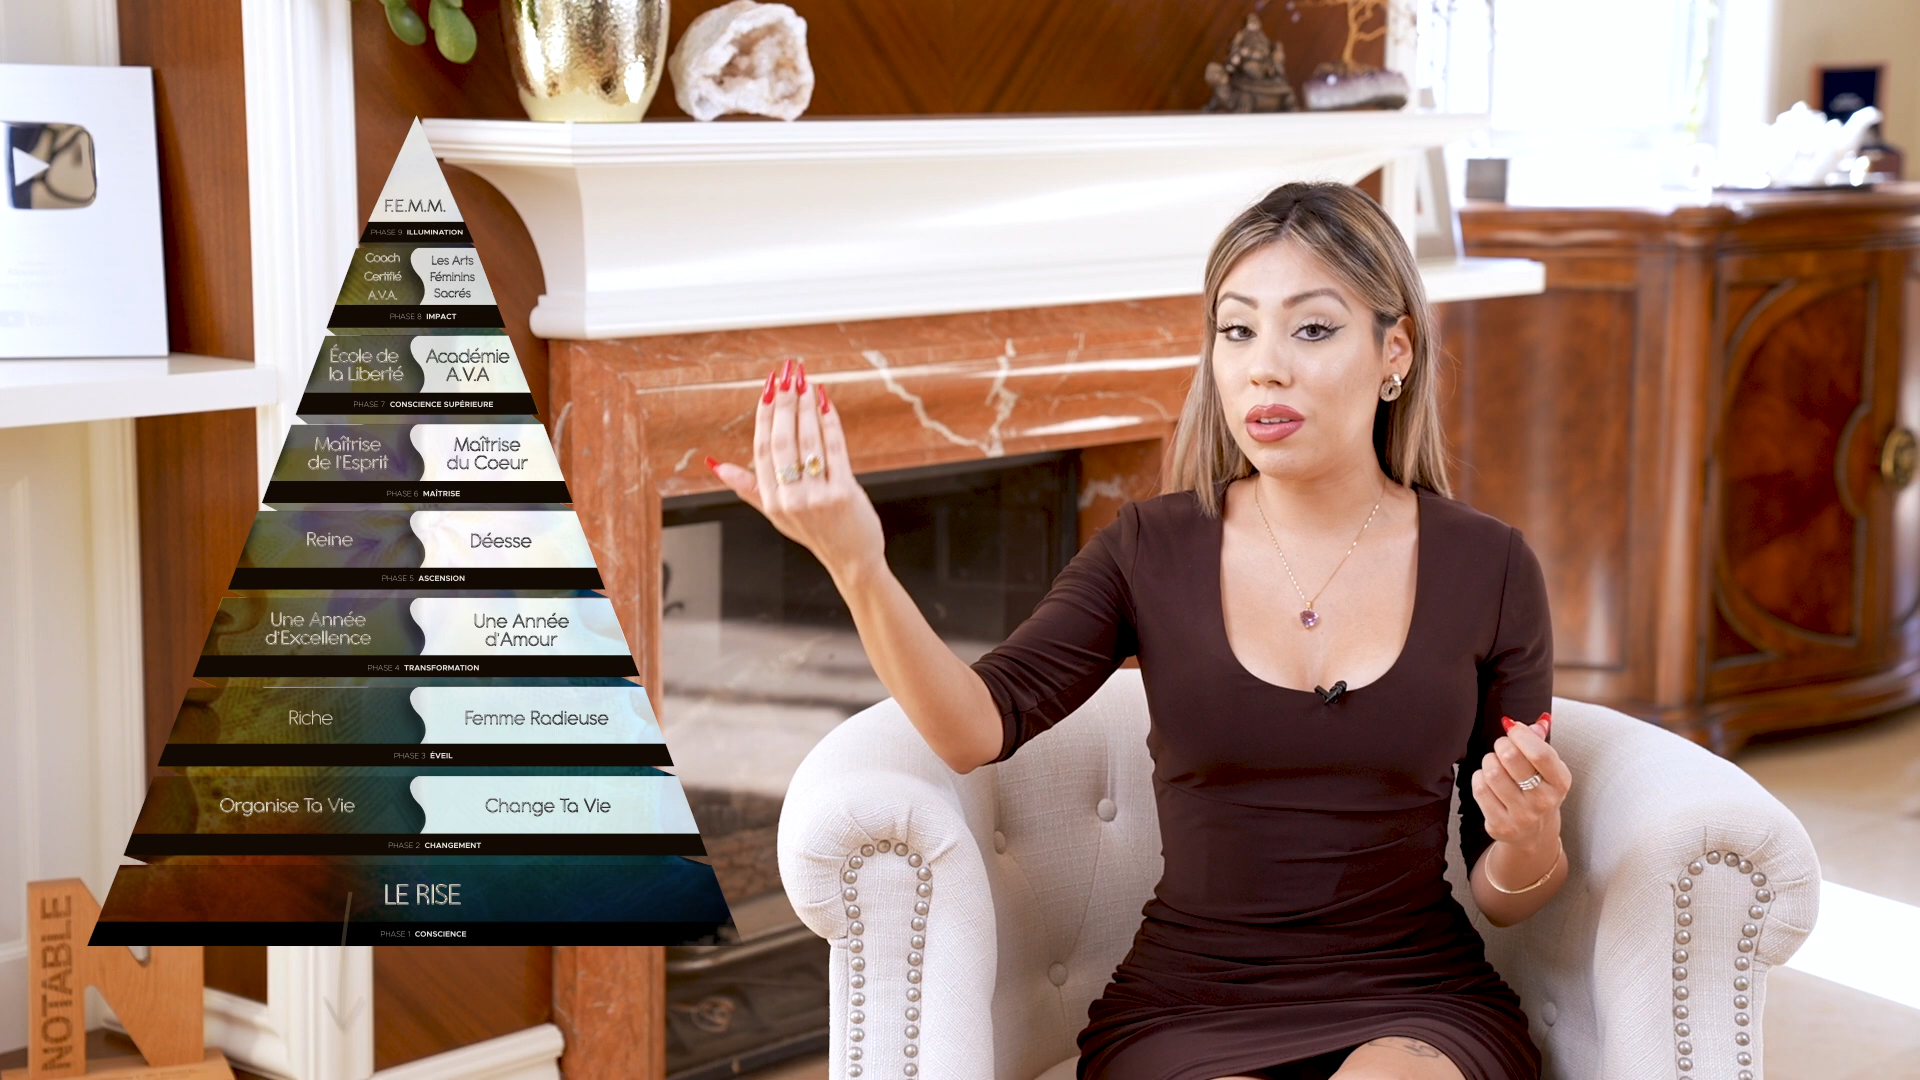 F.E.M.M.
PHASE 9 ILLUMINATION
Coach
Certifié
A.V.A.
Les Arts
Féminins
Sacrés
PHASE 8 IMPACT
École de
la Liberté
Académie
A.V.A
PHASE 7 CONSCIENCE SUPÉRIEURE
Maîtrise
de l'Esprit
Maîtrise
du Coeur
PHASE 6 MAÎTRISE
Reine
Déesse
PHASE 5 ASCENSION
Une Année
d'Excellence
Une Année
d'Amour
PHASE 4 TRANSFORMATION
Riche
Femme Radieuse
PHASE 3 ÉVEIL
Organise Ta Vie
Change Ta Vie
PHASE 2 CHANGEMENT
LE RISE
PHASE 1 CONSCIENCE
NOTABLE